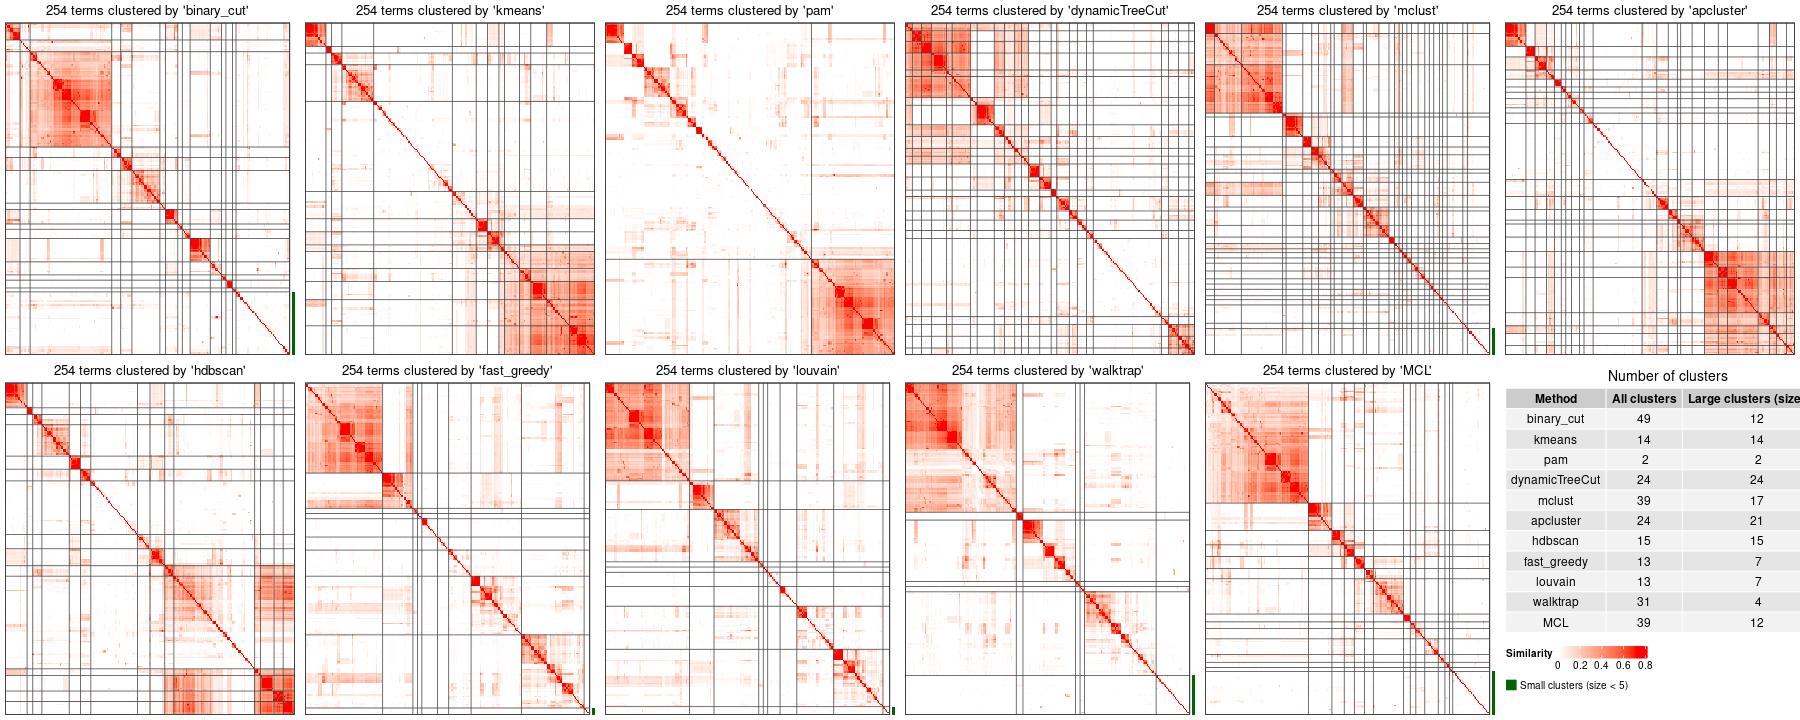 254 terms clustered by 'binary_cut'
254 terms clustered by 'kmeans'
254 terms clustered by 'pam'
254 terms clustered by 'dynamicTreeCut'
254 terms clustered by 'mclust'
254 terms clustered by 'apcluster'
254 terms clustered by 'hdbscan'
254 terms clustered by 'fast_greedy'
254 terms clustered by 'louvain'
254 terms clustered by 'walktrap'
254 terms clustered by 'MCL'
Number of clusters
Method All clusters Large clusters (size
binary_cut 49 12
kmeans 14 14
pam 2 2
dynamicTreeCut 24 24
mclust 39 17
apcluster 24 21
hdbscan 15 15
fast_greedy 13 7
louvain 13 7
walktrap 31 4
MCL 39 12
Similarity
0 0.2 0.4 0.6 0.8
Small clusters (size < 5)